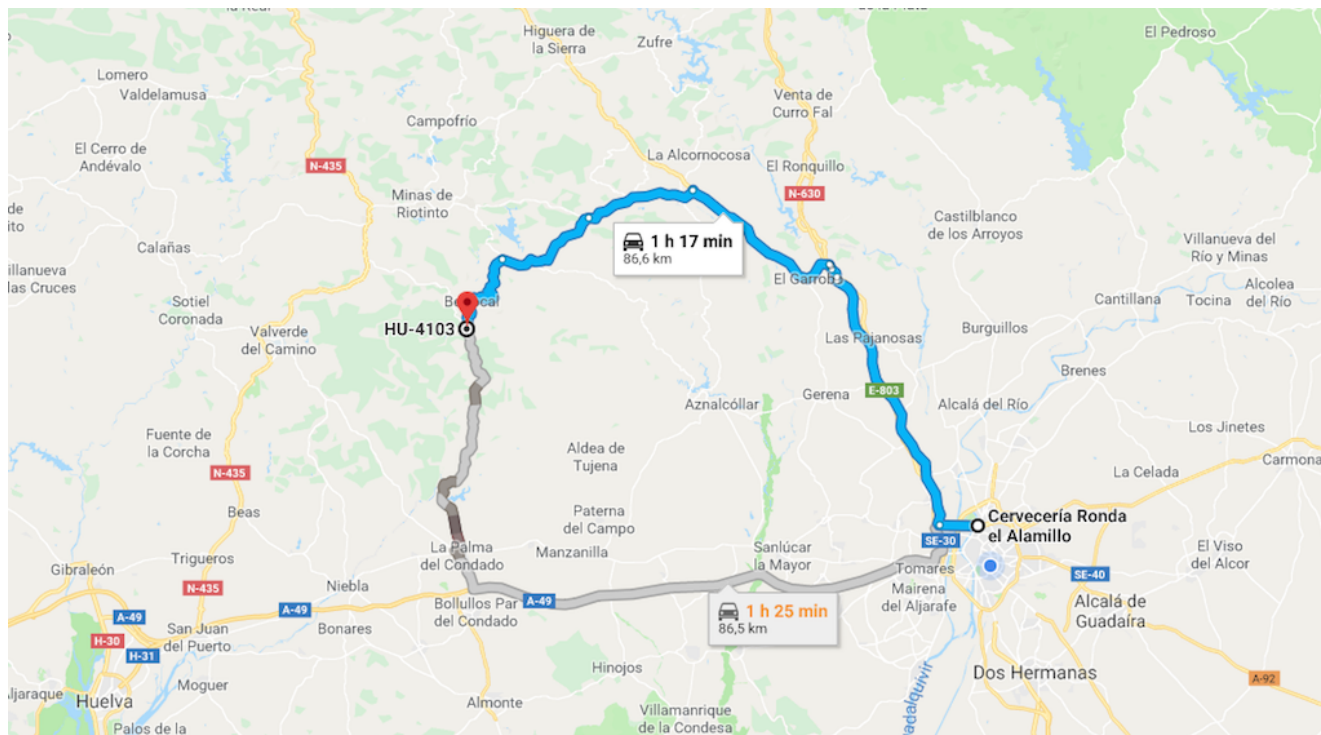 la Real
El Pedroso
Higuera de
la Sierra
Zufre
Lomero
Valdelamusa
Venta de
Curro Fal
Campofrío
El Cerro de
Andévalo
La Alcornocosa
N-435
El Ronquillo
N-630
Minas de
Riotinto
de
ito
Castilblanco
de los Arroyos
1 h 17 min
86,6 km
Calañas
Villanueva del
Río y Minas
illanueva
las Cruces
El Garrobo
Alcolea
del Río
Sotiel
Coronada
Cantillana
Tocina
HU-4103
Valverde
del Camino
Burguillos
Las Pajanosas
Brenes
E-803
Gerena
Aznalcóllar
Alcalá del Río
Fuente de
la Corcha
Los Jinetes
Aldea de
Tujena
Carmona
N-435
La Celada
Beas
Paterna
del Campo
Cervecería Ronda
el Alamillo
SE-30
La Palma
del Condado
Manzanilla
Sanlúcar
la Mayor
El Viso
del Alcor
Trigueros
Gibraleón
Tomares
SE-40
Niebla
N-435
Mairena
del Aljarafe
A-49
A-49
A-49
Bollullos Par
del Condado
1 h 25 min
86,5 km
Alcalá de
Guadaíra
San Juan
del Puerto
Bonares
H-30
H-31
Hinojos
Dos Hermanas
A-92
Moguer
Aljaraque
Huelva
Almonte
Villamanrique
de la Condesa
adalquivir
Palos de la